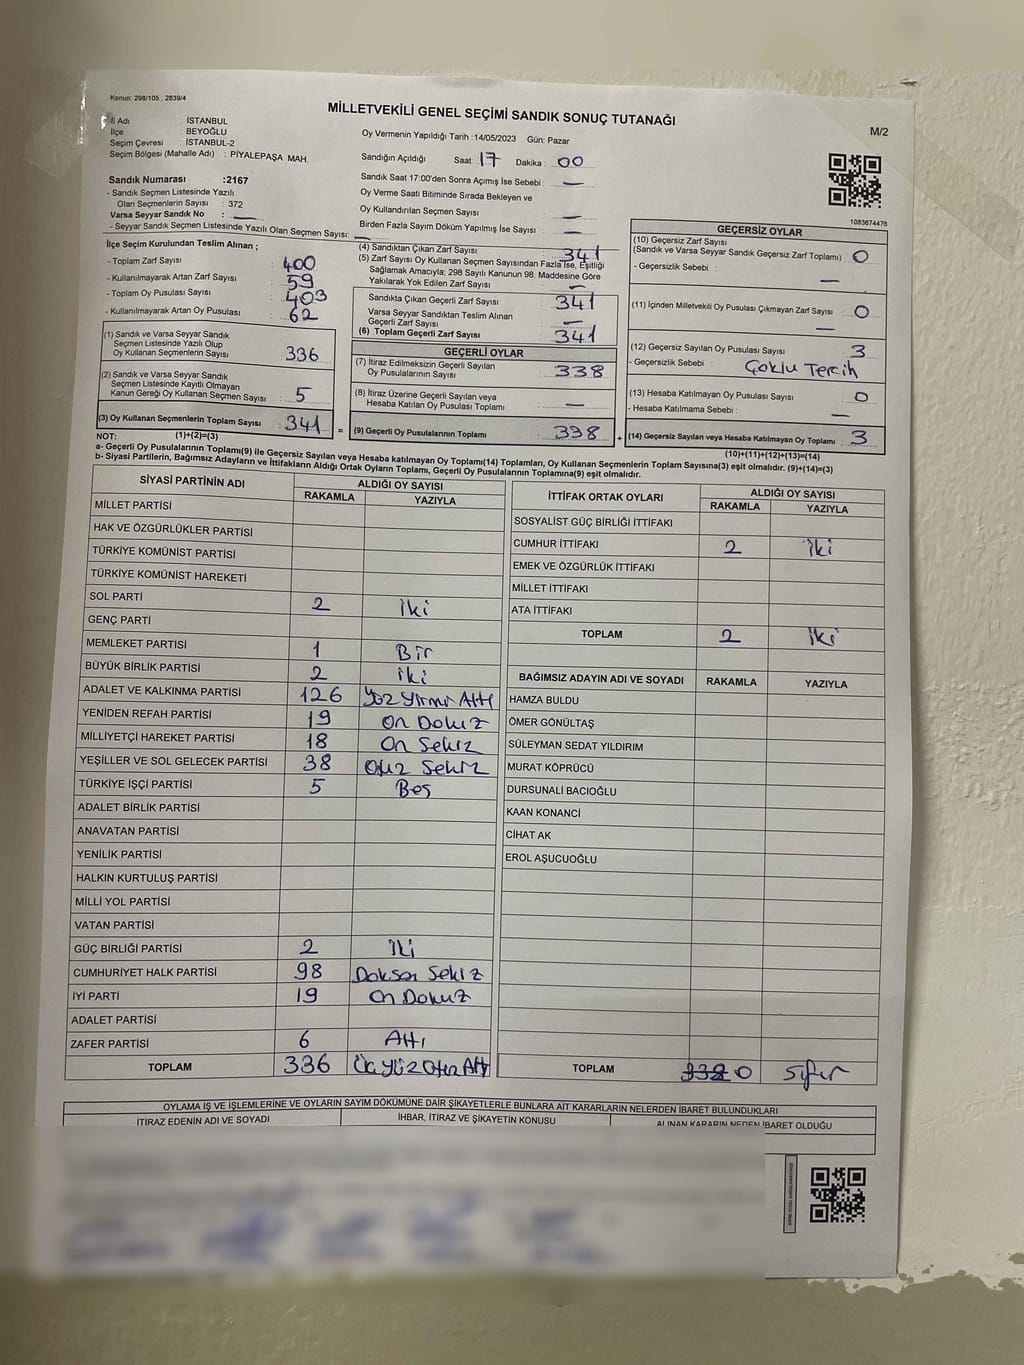 Kanun: 298/105 , 2839/4
MİLLETVEKİLİ GENEL SEÇİMİ SANDIK SONUÇ TUTANAĞI
M/2
İl Adı : İSTANBUL
İlçe : BEYOĞLU
Seçim Çevresi : İSTANBUL-2
Seçim Bölgesi (Mahalle Adı) : PİYALEPAŞA MAH.
Oy Vermenin Yapıldığı Tarih :14/05/2023 Gün: Pazar
Sandığın Açıldığı Saat: 17 Dakika : 00
Sandık Saat 17:00'den Sonra Açımış İse Sebebi : —
Oy Verme Saati Bitiminde Sırada Bekleyen ve
Oy Kullandırılan Seçmen Sayısı : —
Birden Fazla Sayım Döküm Yapılmış İse Sayısı : —
Sandık Numarası :2167
- Sandık Seçmen Listesinde Yazılı
Olan Seçmenlerin Sayısı : 372
Varsa Seyyar Sandık No : —
- Seyyar Sandık Seçmen Listesinde Yazılı Olan Seçmen Sayısı: —
1083674476
İlçe Seçim Kurulundan Teslim Alınan ;
- Toplam Zarf Sayısı : 400
- Kullanılmayarak Artan Zarf Sayısı : 59
- Toplam Oy Pusulası Sayısı : 403
- Kullanılmayarak Artan Oy Pusulası : 62
(1) Sandık ve Varsa Seyyar Sandık
Seçmen Listesinde Yazılı Olup
Oy Kullanan Seçmenlerin Sayısı : 336
(2) Sandık ve Varsa Seyyar Sandık
Seçmen Listesinde Kayıtlı Olmayan
Kanun Gereği Oy Kullanan Seçmen Sayısı : 5
(3) Oy Kullanan Seçmenlerin Toplam Sayısı : 341
(1)+(2)=(3)
(4) Sandıktan Çıkan Zarf Sayısı : 341
(5) Zarf Sayısı Oy Kullanan Seçmen Sayısından Fazla İse, Eşitliği
Sağlamak Amacıyla; 298 Sayılı Kanunun 98. Maddesine Göre
Yakılarak Yok Edilen Zarf Sayısı : —
Sandıkta Çıkan Geçerli Zarf Sayısı : 341
Varsa Seyyar Sandıktan Teslim Alınan
Geçerli Zarf Sayısı : —
(6) Toplam Geçerli Zarf Sayısı : 341
GEÇERLİ OYLAR
(7) İtiraz Edilmeksizin Geçerli Sayılan
Oy Pusulalarının Sayısı : 338
(8) İtiraz Üzerine Geçerli Sayılan veya
Hesaba Katılan Oy Pusulası Toplamı : —
= (9) Geçerli Oy Pusulalarının Toplamı : 338
GEÇERSİZ OYLAR
(10) Geçersiz Zarf Sayısı
(Sandık ve Varsa Seyyar Sandık Geçersiz Zarf Toplamı) : 0
- Geçersizlik Sebebi : —
(11) İçinden Milletvekili Oy Pusulası Çıkmayan Zarf Sayısı : 0
—
(12) Geçersiz Sayılan Oy Pusulası Sayısı : 3
- Geçersizlik Sebebi : Çoklu Tercih
(13) Hesaba Katılmayan Oy Pusulası Sayısı : 0
- Hesaba Katılmama Sebebi : —
+ (14) Geçersiz Sayılan veya Hesaba Katılmayan Oy Toplamı : 3
(10)+(11)+(12)+(13)=(14)
NOT:
a- Geçerli Oy Pusulalarının Toplamı(9) ile Geçersiz Sayılan veya Hesaba katılmayan Oy Toplamı(14) Toplamları, Oy Kullanan Seçmenlerin Toplam Sayısına(3) eşit olmalıdır. (9)+(14)=(3)
b- Siyasi Partilerin, Bağımsız Adayların ve İttifakların Aldığı Ortak Oyların Toplamı, Geçerli Oy Pusulalarının Toplamına(9) eşit olmalıdır.
SİYASİ PARTİNİN ADI ALDIĞI OY SAYISI
RAKAMLA YAZIYLA
MİLLET PARTİSİ
HAK VE ÖZGÜRLÜKLER PARTİSİ
TÜRKİYE KOMÜNİST PARTİSİ
TÜRKİYE KOMÜNİST HAREKETİ
SOL PARTİ 2 iki
GENÇ PARTİ
MEMLEKET PARTİSİ 1 Bir
BÜYÜK BİRLİK PARTİSİ 2 iki
ADALET VE KALKINMA PARTİSİ 126 Yüz Yirmi Altı
YENİDEN REFAH PARTİSİ 19 On Dokuz
MİLLİYETÇİ HAREKET PARTİSİ 18 On Sekiz
YEŞİLLER VE SOL GELECEK PARTİSİ 38 Otuz Sekiz
TÜRKİYE İŞÇİ PARTİSİ 5 Beş
ADALET BİRLİK PARTİSİ
ANAVATAN PARTİSİ
YENİLİK PARTİSİ
HALKIN KURTULUŞ PARTİSİ
MİLLİ YOL PARTİSİ
VATAN PARTİSİ
GÜÇ BİRLİĞİ PARTİSİ 2 iki
CUMHURİYET HALK PARTİSİ 98 Doksan Sekiz
İYİ PARTİ 19 On Dokuz
ADALET PARTİSİ
ZAFER PARTİSİ 6 Altı
TOPLAM 336 Üç Yüz Otuz Altı
İTTİFAK ORTAK OYLARI ALDIĞI OY SAYISI
RAKAMLA YAZIYLA
SOSYALİST GÜÇ BİRLİĞİ İTTİFAKI
CUMHUR İTTİFAKI 2 iki
EMEK VE ÖZGÜRLÜK İTTİFAKI
MİLLET İTTİFAKI
ATA İTTİFAKI
TOPLAM 2 iki
BAĞIMSIZ ADAYIN ADI VE SOYADI RAKAMLA YAZIYLA
HAMZA BULDU
ÖMER GÖNÜLTAŞ
SÜLEYMAN SEDAT YILDIRIM
MURAT KÖPRÜCÜ
DURSUNALİ BACIOĞLU
KAAN KONANCİ
CİHAT AK
EROL AŞUCUOĞLU
TOPLAM 338 0 Sıfır
OYLAMA İŞ VE İŞLEMLERİNE VE OYLARIN SAYIM DÖKÜMÜNE DAİR ŞİKAYETLERLE BUNLARA AİT KARARLARIN NELERDEN İBARET BULUNDUKLARI
İTİRAZ EDENİN ADI VE SOYADI İHBAR, İTİRAZ VE ŞİKAYETİN KONUSU ALINAN KARARIN NEDEN İBARET OLDUĞU